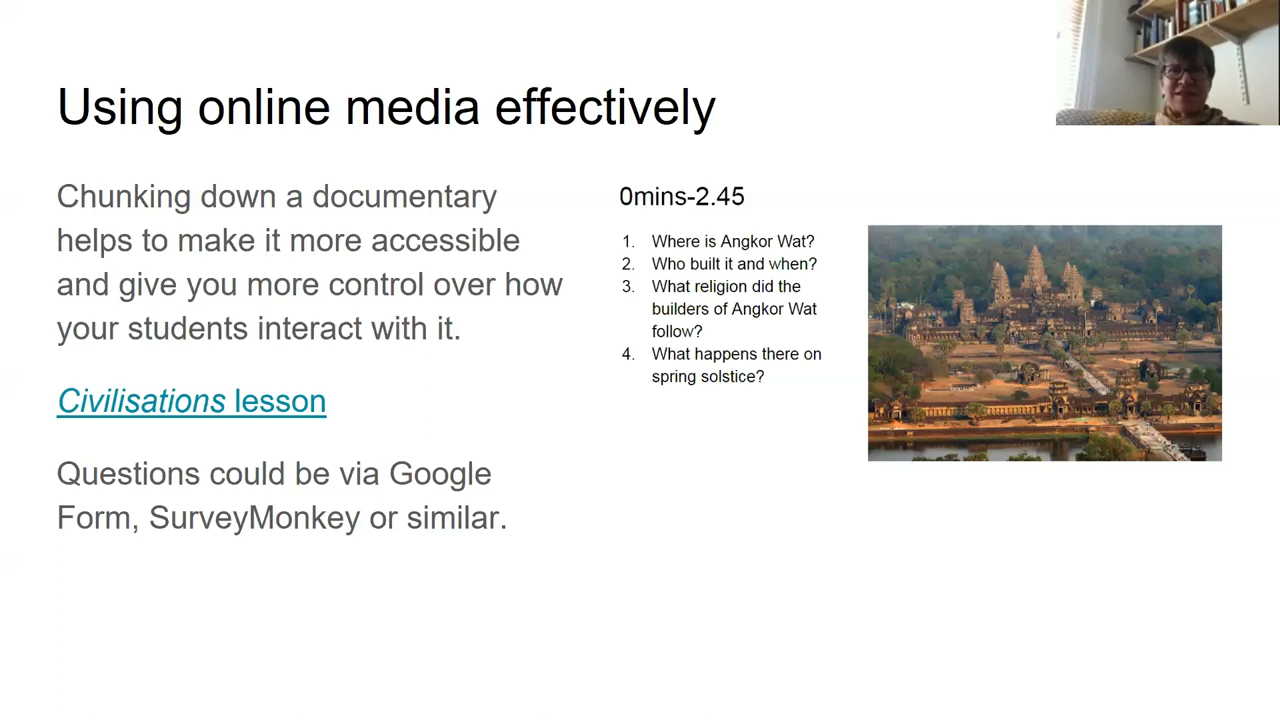 Using online media effectively
Chunking down a documentary
helps to make it more accessible
and give you more control over how
your students interact with it.
Civilisations lesson
Questions could be via Google
Form, SurveyMonkey or similar.
0mins-2.45
1. Where is Angkor Wat?
2. Who built it and when?
3. What religion did the
builders of Angkor Wat
follow?
4. What happens there on
spring solstice?